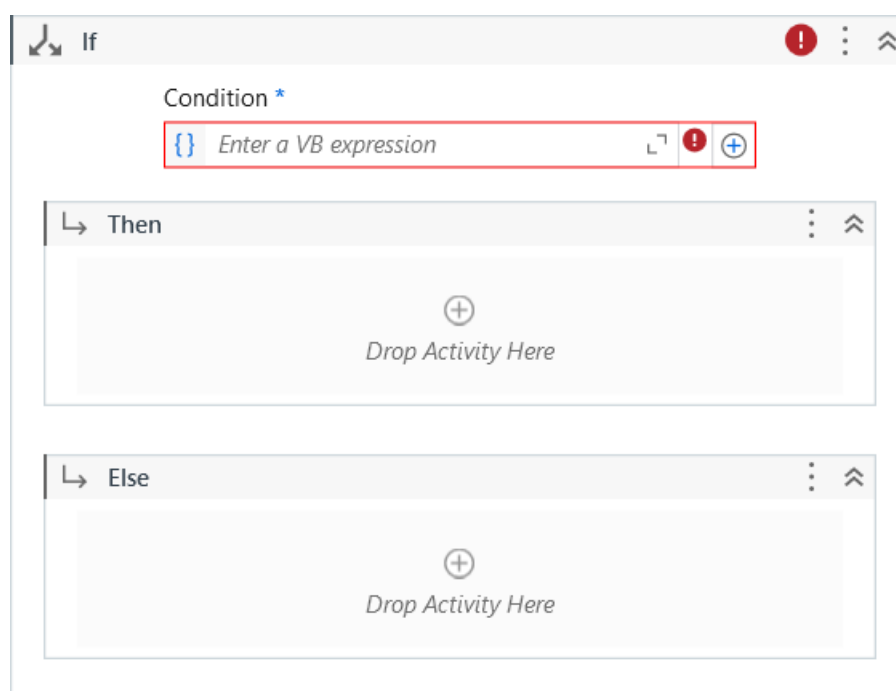 If
Condition *
{} Enter a VB expression
Then
Drop Activity Here
Else
Drop Activity Here